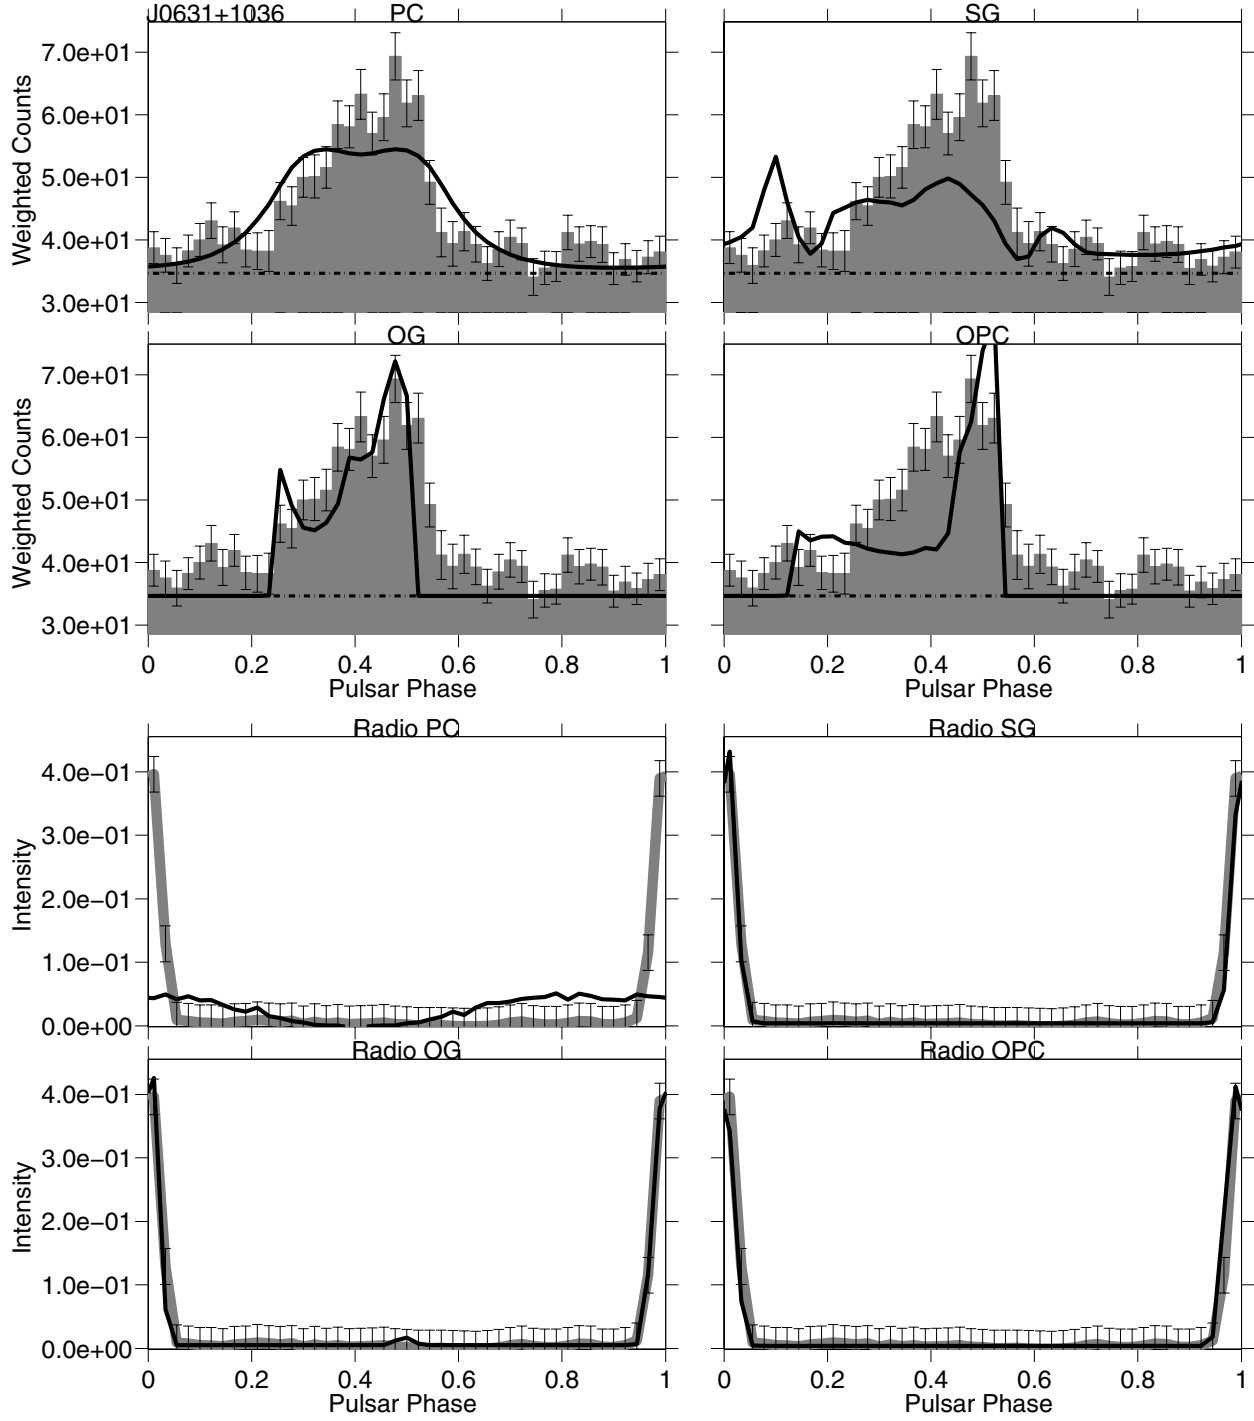 J0631+1036 PC SG
Weighted Counts
7.0e+01
6.0e+01
5.0e+01
4.0e+01
3.0e+01
OG OPC
Weighted Counts
7.0e+01
6.0e+01
5.0e+01
4.0e+01
3.0e+01
0 0.2 0.4 0.6 0.8 1 0 0.2 0.4 0.6 0.8 1
Pulsar Phase Pulsar Phase
Radio PC Radio SG
Intensity
4.0e−01
3.0e−01
2.0e−01
1.0e−01
0.0e+00
Radio OG Radio OPC
Intensity
4.0e−01
3.0e−01
2.0e−01
1.0e−01
0.0e+00
0 0.2 0.4 0.6 0.8 1 0 0.2 0.4 0.6 0.8 1
Pulsar Phase Pulsar Phase